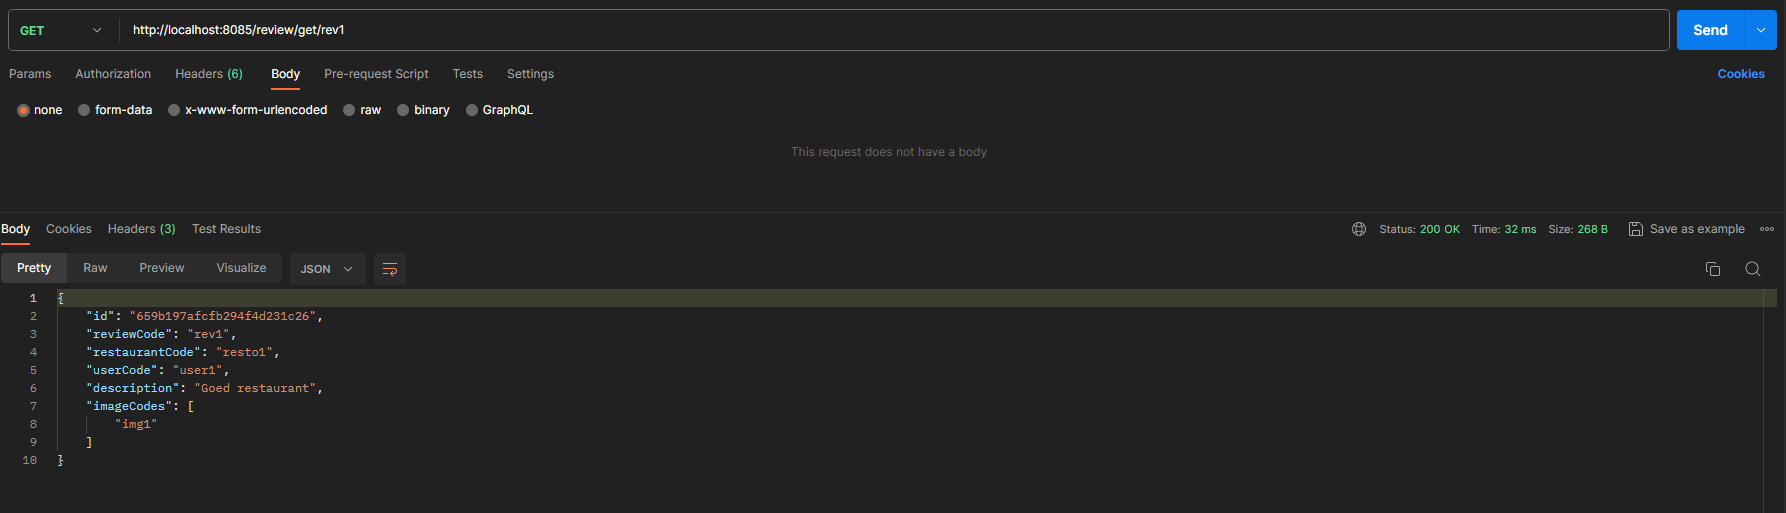 GET http://localhost:8085/review/get/rev1 Send
Params Authorization Headers (6) Body Pre-request Script Tests Settings Cookies
none form-data x-www-form-urlencoded raw binary GraphQL
This request does not have a body
Body Cookies Headers (3) Test Results Status: 200 OK Time: 32 ms Size: 268 B Save as example
Pretty Raw Preview Visualize JSON
1 {
2 "id": "659b197afcfb294f4d231c26",
3 "reviewCode": "rev1",
4 "restaurantCode": "resto1",
5 "userCode": "user1",
6 "description": "Goed restaurant",
7 "imageCodes": [
8 "img1"
9 ]
10 }